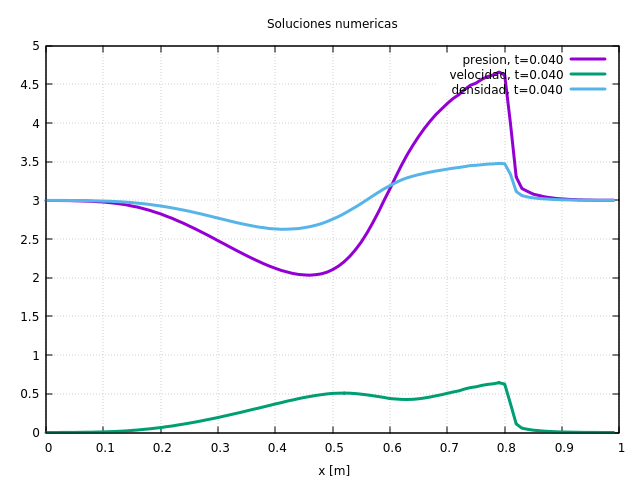 Soluciones numericas
5
4.5
4
3.5
3
2.5
2
1.5
1
0.5
0
presion, t=0.040
velocidad, t=0.040
densidad, t=0.040
0 0.1 0.2 0.3 0.4 0.5 0.6 0.7 0.8 0.9 1
x [m]